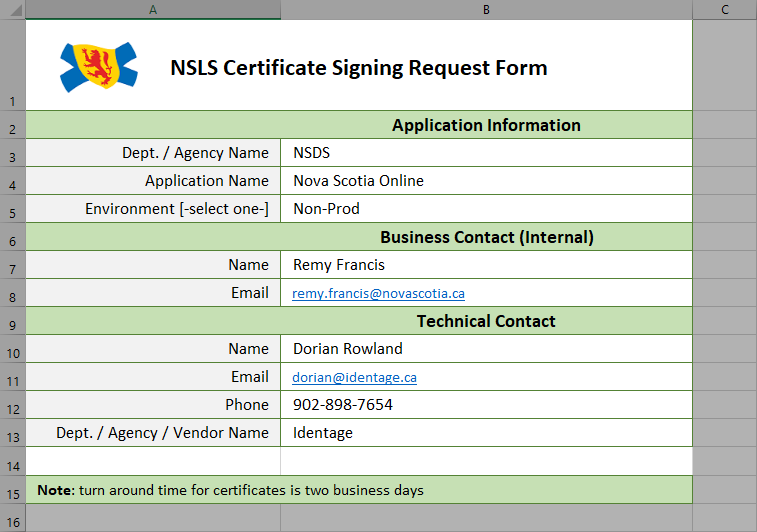 A B C
1 NSLS Certificate Signing Request Form
2 Application Information
3 Dept. / Agency Name NSDS
4 Application Name Nova Scotia Online
5 Environment [-select one-] Non-Prod
6 Business Contact (Internal)
7 Name Remy Francis
8 Email remy.francis@novascotia.ca
9 Technical Contact
10 Name Dorian Rowland
11 Email dorian@identage.ca
12 Phone 902-898-7654
13 Dept. / Agency / Vendor Name Identage
14
15 Note: turn around time for certificates is two business days
16